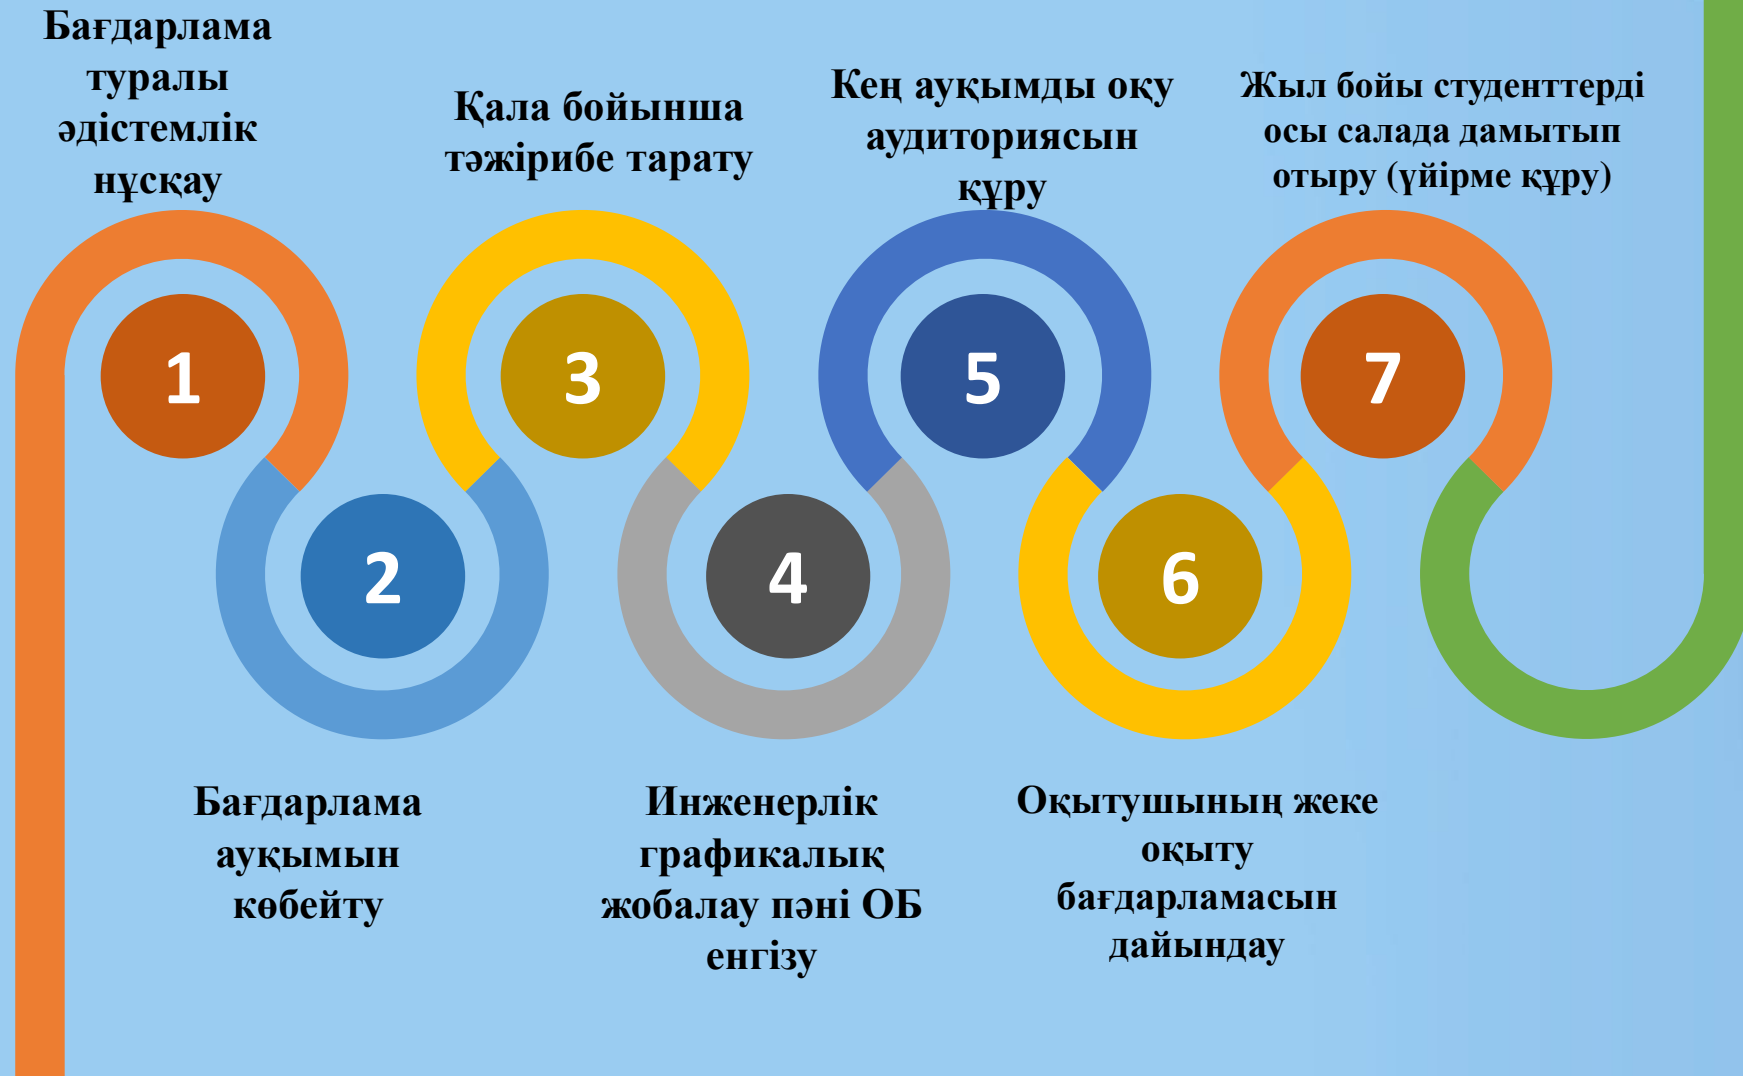 Бағдарлама
туралы
әдістемлік
нұсқау
1
Бағдарлама
ауқымын
көбейту
2
Қала бойынша
тәжірибе тарату
3
Инженерлік
графикалық
жобалау пәні ОБ
енгізу
4
Кең ауқымды оқу
аудиториясын
құру
5
Оқытушының жеке
оқыту
бағдарламасын
дайындау
6
Жыл бойы студенттерді
осы салада дамытып
отыру (үйірме құру)
7